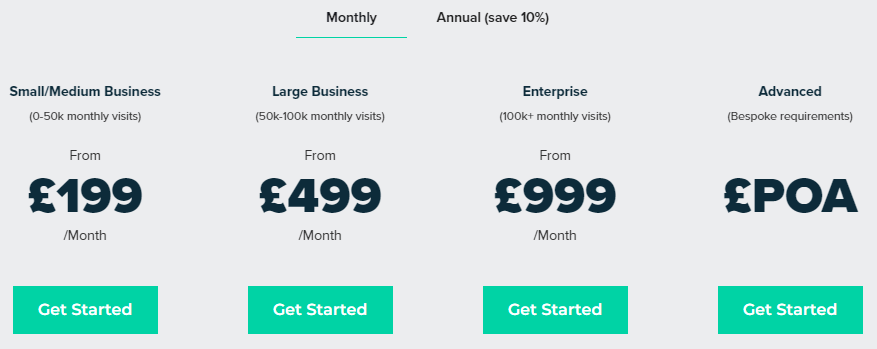 Monthly Annual (save 10%)
Small/Medium Business Large Business Enterprise Advanced
(0-50k monthly visits) (50k-100k monthly visits) (100k+ monthly visits) (Bespoke requirements)
From From From
£199 £499 £999 £POA
/Month /Month /Month
Get Started Get Started Get Started Get Started